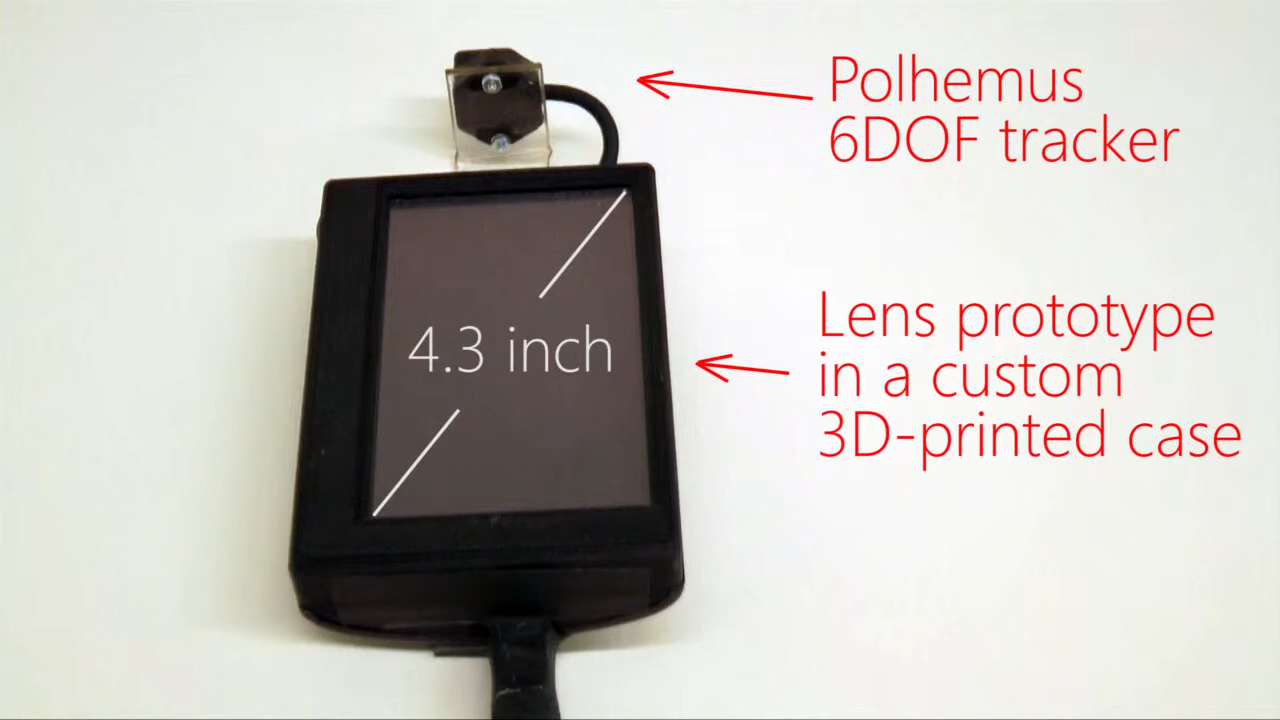 Polhemus
6DOF tracker
4.3 inch
Lens prototype
in a custom
3D-printed case